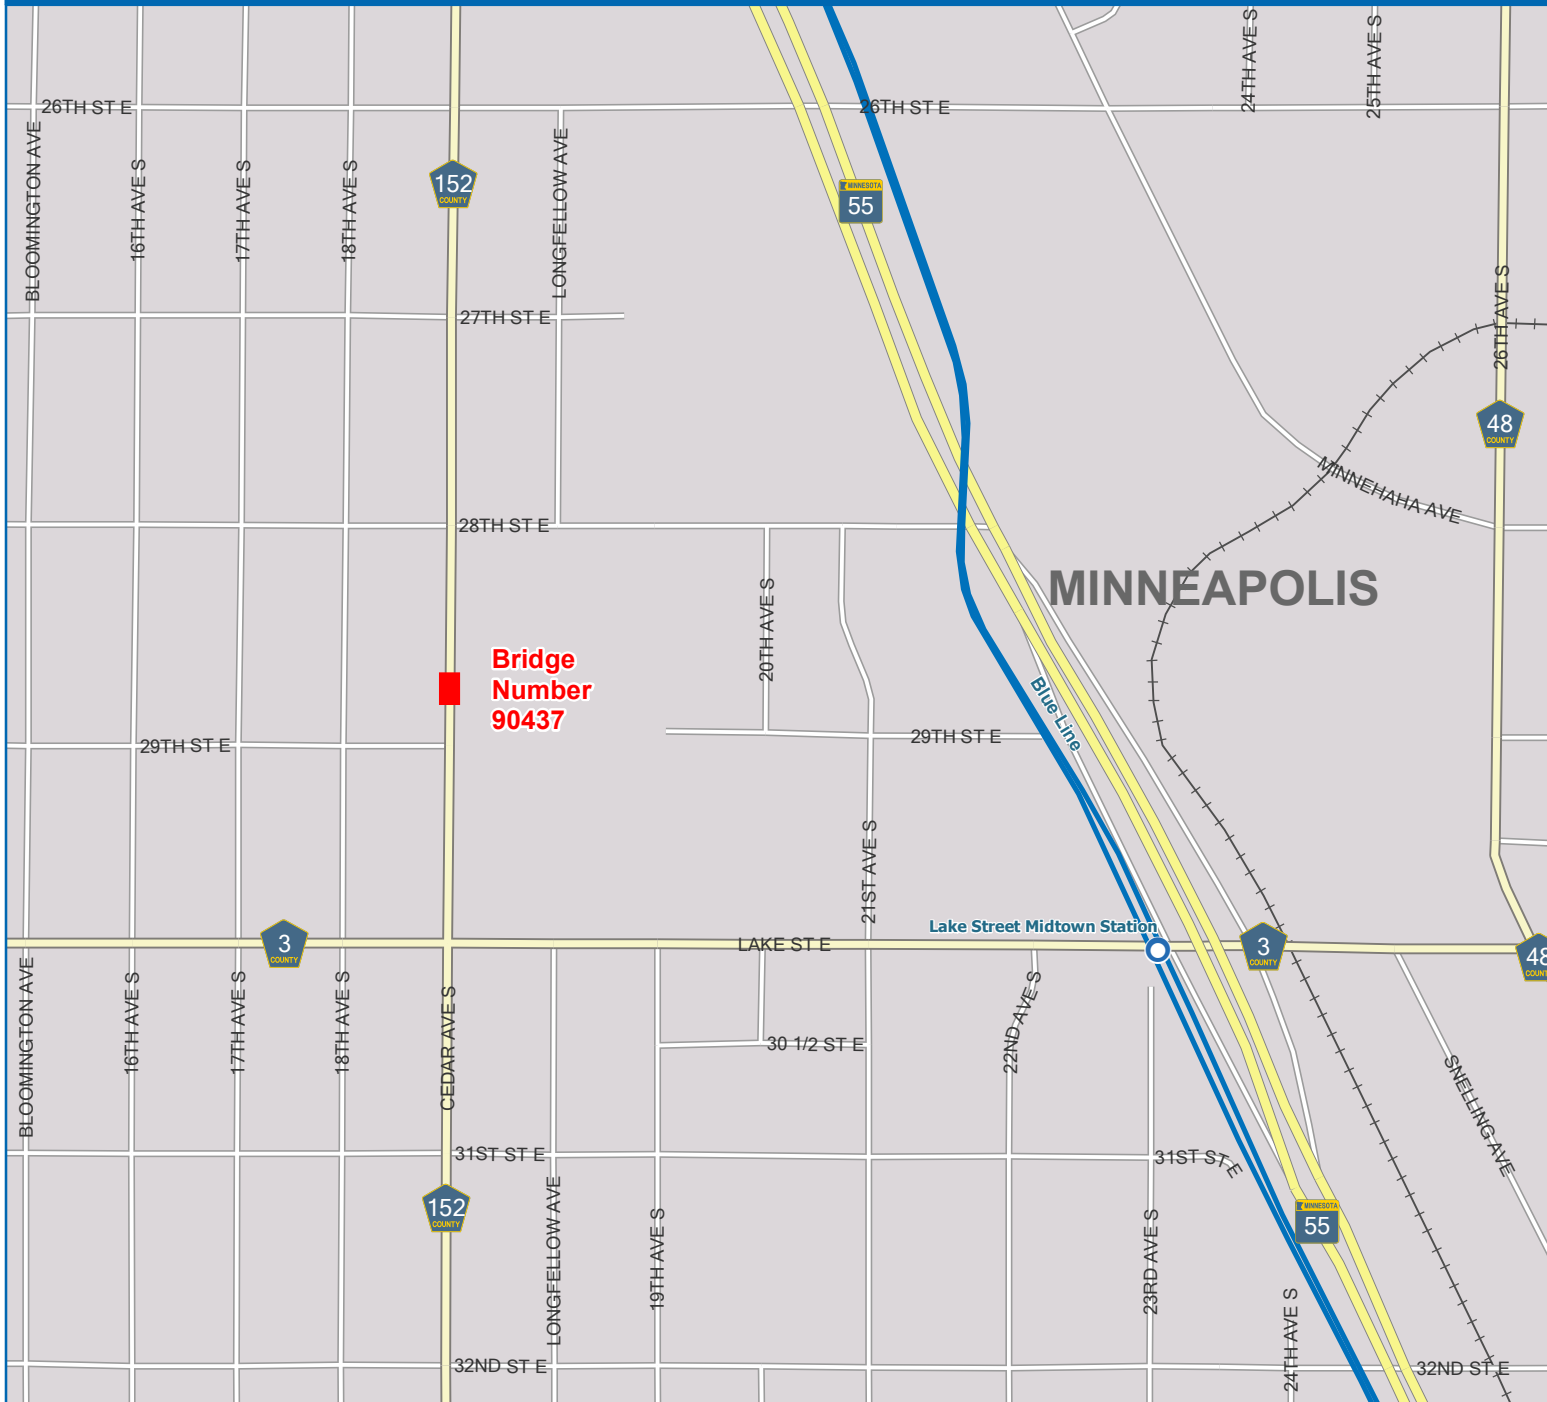 24TH AVE S
25TH AVE S
26TH ST E
26TH ST E
BLOOMINGTON AVE
16TH AVE S
17TH AVE S
18TH AVE S
152
COUNTY
LONGFELLOW AVE
MINNESOTA
55
27TH ST E
26TH AVE S
48
COUNTY
MINNEHAHA AVE
28TH ST E
MINNEAPOLIS
20TH AVE S
Bridge
Number
90437
Blue Line
29TH ST E
29TH ST E
21ST AVE S
Lake Street Midtown Station
3
COUNTY
LAKE ST E
3
COUNTY
48
COUNT
BLOOMINGTON AVE
16TH AVE S
17TH AVE S
18TH AVE S
CEDAR AVE S
30 1/2 ST E
22ND AVE S
SNELLING AVE
31ST ST E
31ST ST E
152
COUNTY
LONGFELLOW AVE
19TH AVE S
23RD AVE S
MINNESOTA
55
24TH AVE S
32ND ST E
32ND ST E